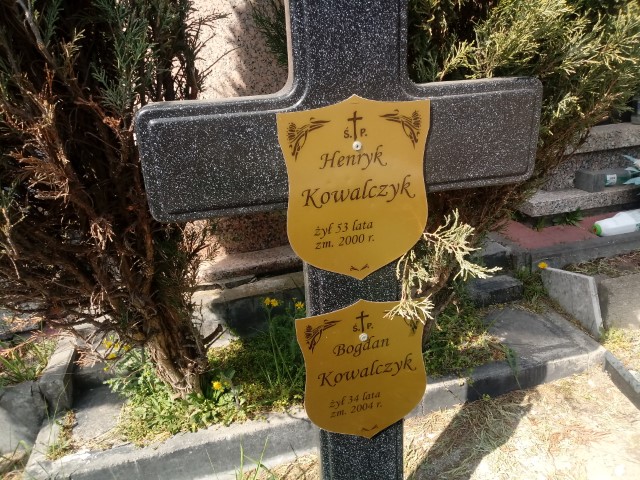 Ś. P.
Henryk
Kowalczyk
żył 53 lata
zm. 2000 r.
Ś. P.
Bogdan
Kowalczyk
żył 34 lata
zm. 2004 r.